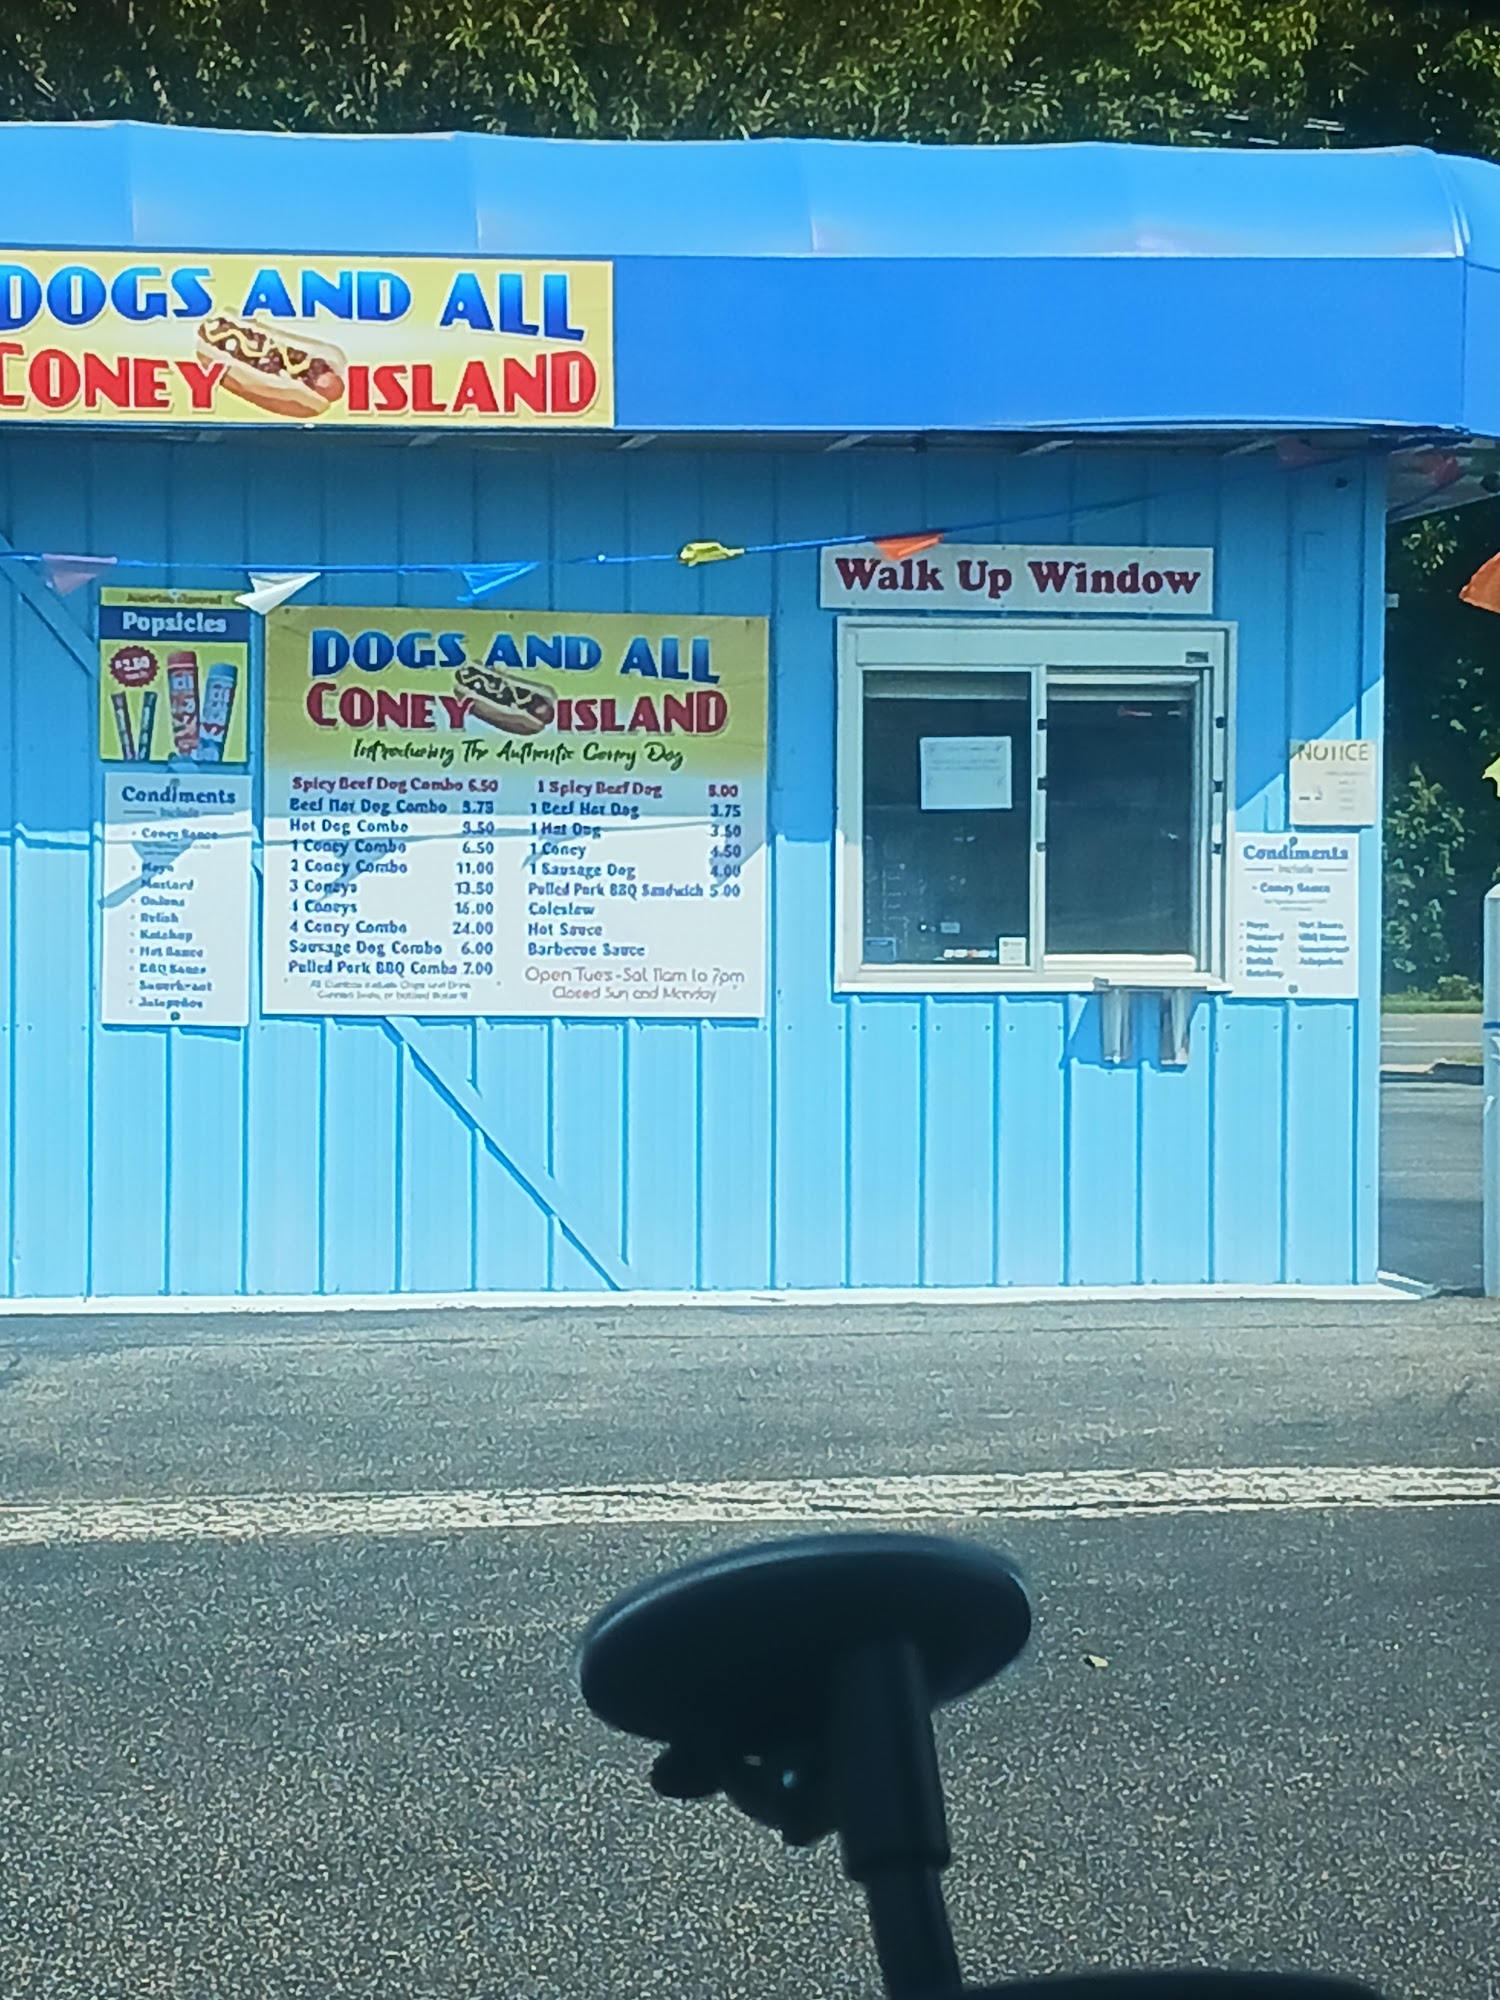 DOGS AND ALL
CONEY ISLAND
Walk Up Window
Popsicles
DOGS AND ALL
CONEY ISLAND
Introducing The Authentic Coney Dog
Spicy Beef Dog Combo 6.50
Beef Hot Dog Combo
Hot Dog Combo
1 Coney Combo 6.50
2 Coney Combo 11.00
3 Coneys 13.50
4 Coneys 16.00
4 Coney Combo 24.00
Sausage Dog Combo 6.00
Pulled Pork BBQ Combo 7.00
1 Spicy Beef Dog
1 Beef Hot Dog 3.75
1 Hot Dog 3.50
1 Coney 4.50
1 Sausage Dog 4.00
Pulled Pork BBQ Sandwich 5.00
Coleslaw
Hot Sauce
Barbecue Sauce
Open Tues-Sat 11am to 7pm
Closed Sun and Monday
Condiments
Include
Coney Sauce
Mayo
Mustard
Onions
Relish
Ketchup
Hot Sauce
BBQ Sauce
Sauerkraut
Jalapeños
NOTICE
Condiments
Include
Coney Sauce